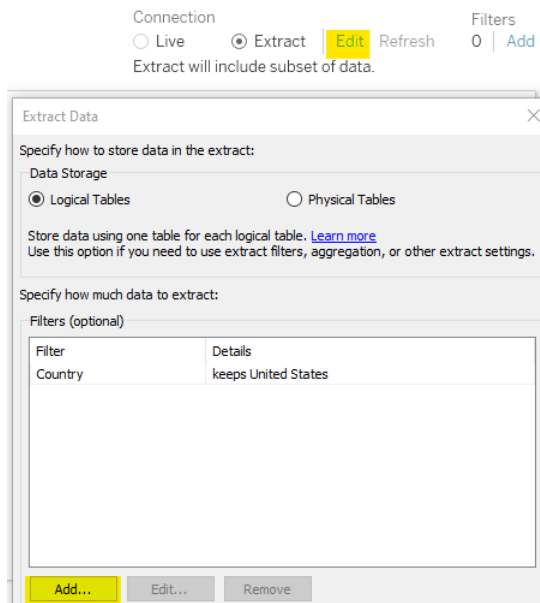 Connection
Filters
Live Extract Edit Refresh 0 Add
Extract will include subset of data.
Extract Data
Specify how to store data in the extract:
Data Storage
Logical Tables Physical Tables
Store data using one table for each logical table. Learn more
Use this option if you need to use extract filters, aggregation, or other extract settings.
Specify how much data to extract:
Filters (optional)
Filter Details
Country keeps United States
Add... Edit... Remove